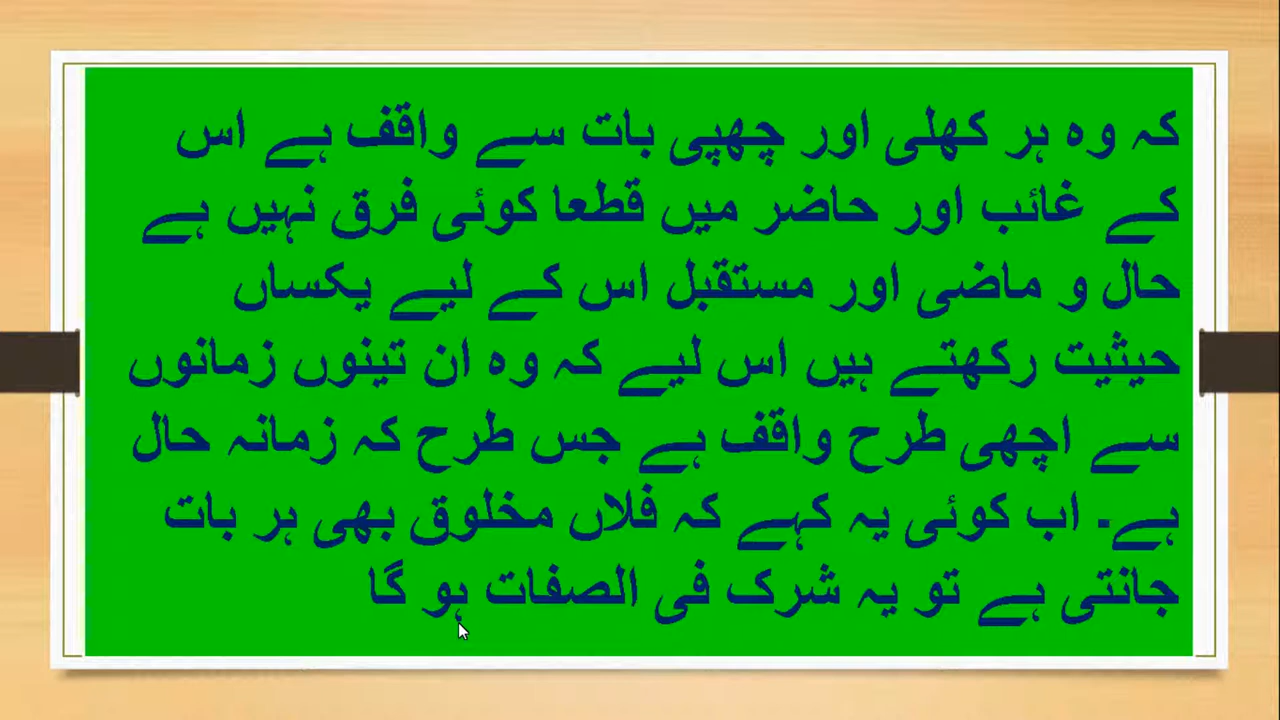 کہ وہ ہر کھلی اور چھپی بات سے واقف ہے اس
کے غائب اور حاضر میں قطعا کوئی فرق نہیں ہے
حال و ماضی اور مستقبل اس کے لیے یکساں
حیثیت رکھتے ہیں اس لیے کہ وہ ان تینوں زمانوں
سے اچھی طرح واقف ہے جس طرح کہ زمانہ حال
ہے۔ اب کوئی یہ کہے کہ فلاں مخلوق بھی ہر بات
جانتی ہے تو یہ شرک فی الصفات ہو گا